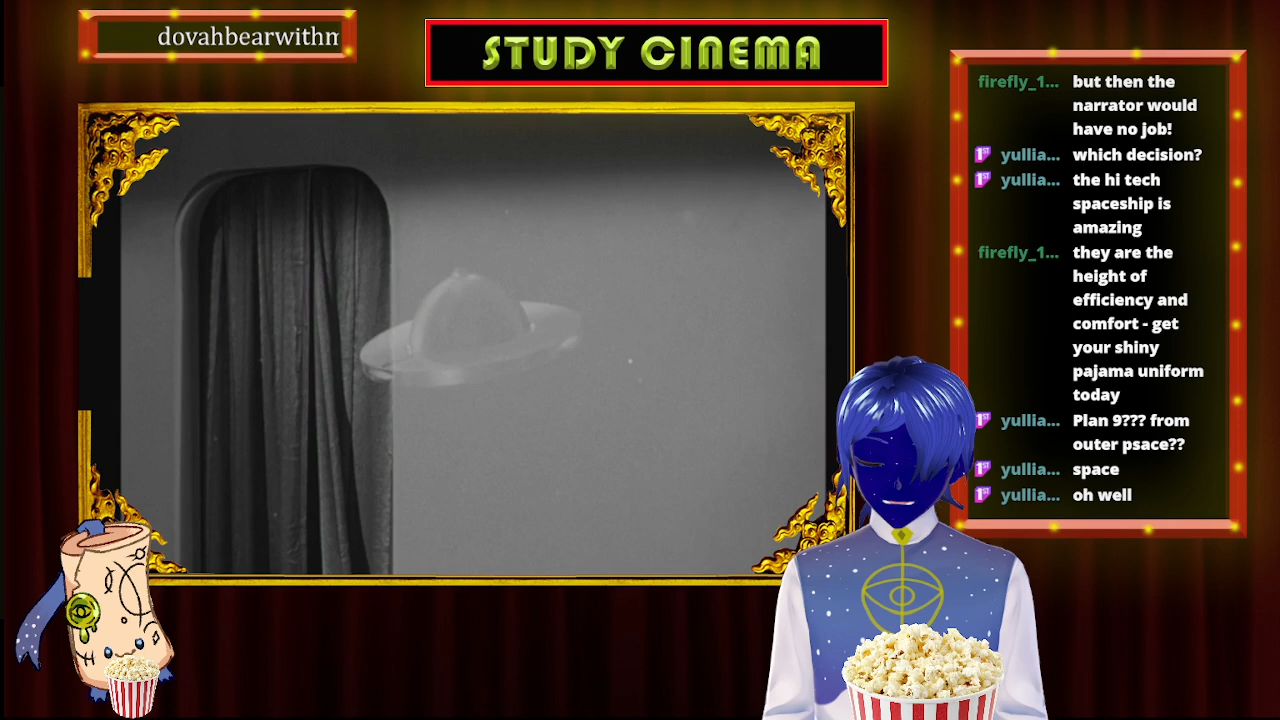 dovahbearwithm
STUDY CINEMA
firefly_1... but then the
narrator would
have no job!
yullia... which decision?
yullia... the hi tech
spaceship is
amazing
firefly_1... they are the
height of
efficiency and
comfort - get
your shiny
pajama uniform
today
yullia... Plan 9??? from
outer psace??
yullia... space
yullia... oh well